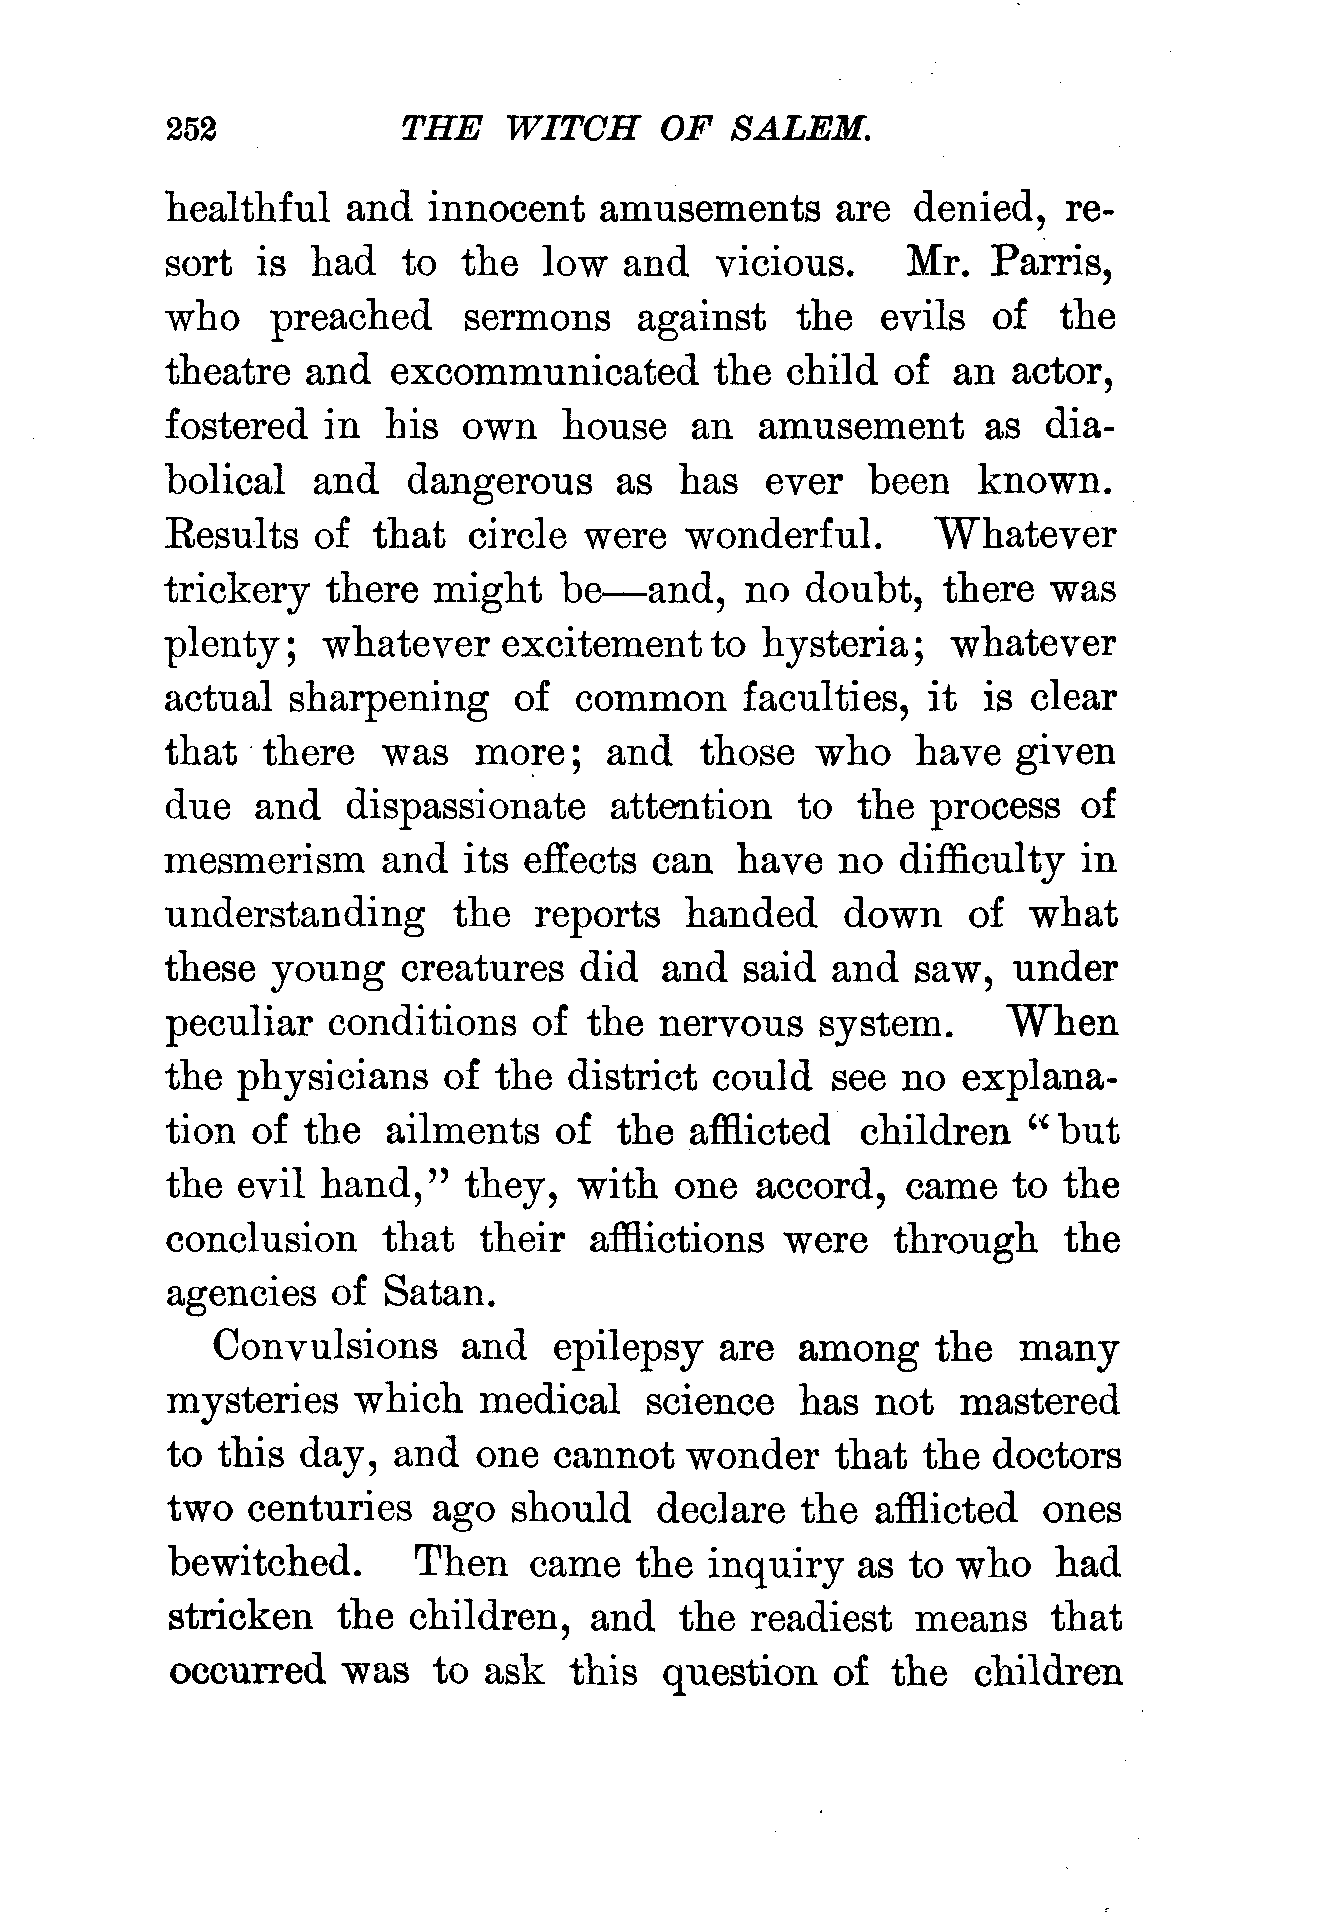 252 THE WITCH OF SALEM.
healthful and innocent amusements are denied, re-
sort is had to the low and vicious. Mr. Parris,
who preached sermons against the evils of the
theatre and excommunicated the child of an actor,
fostered in his own house an amusement as dia-
bolical and dangerous as has ever been known.
Results of that circle were wonderful. Whatever
trickery there might be—and, no doubt, there was
plenty; whatever excitement to hysteria; whatever
actual sharpening of common faculties, it is clear
that there was more; and those who have given
due and dispassionate attention to the process of
mesmerism and its effects can have no difficulty in
understanding the reports handed down of what
these young creatures did and said and saw, under
peculiar conditions of the nervous system. When
the physicians of the district could see no explana-
tion of the ailments of the afflicted children “but
the evil hand,” they, with one accord, came to the
conclusion that their afflictions were through the
agencies of Satan.
Convulsions and epilepsy are among the many
mysteries which medical science has not mastered
to this day, and one cannot wonder that the doctors
two centuries ago should declare the afflicted ones
bewitched. Then came the inquiry as to who had
stricken the children, and the readiest means that
occurred was to ask this question of the children